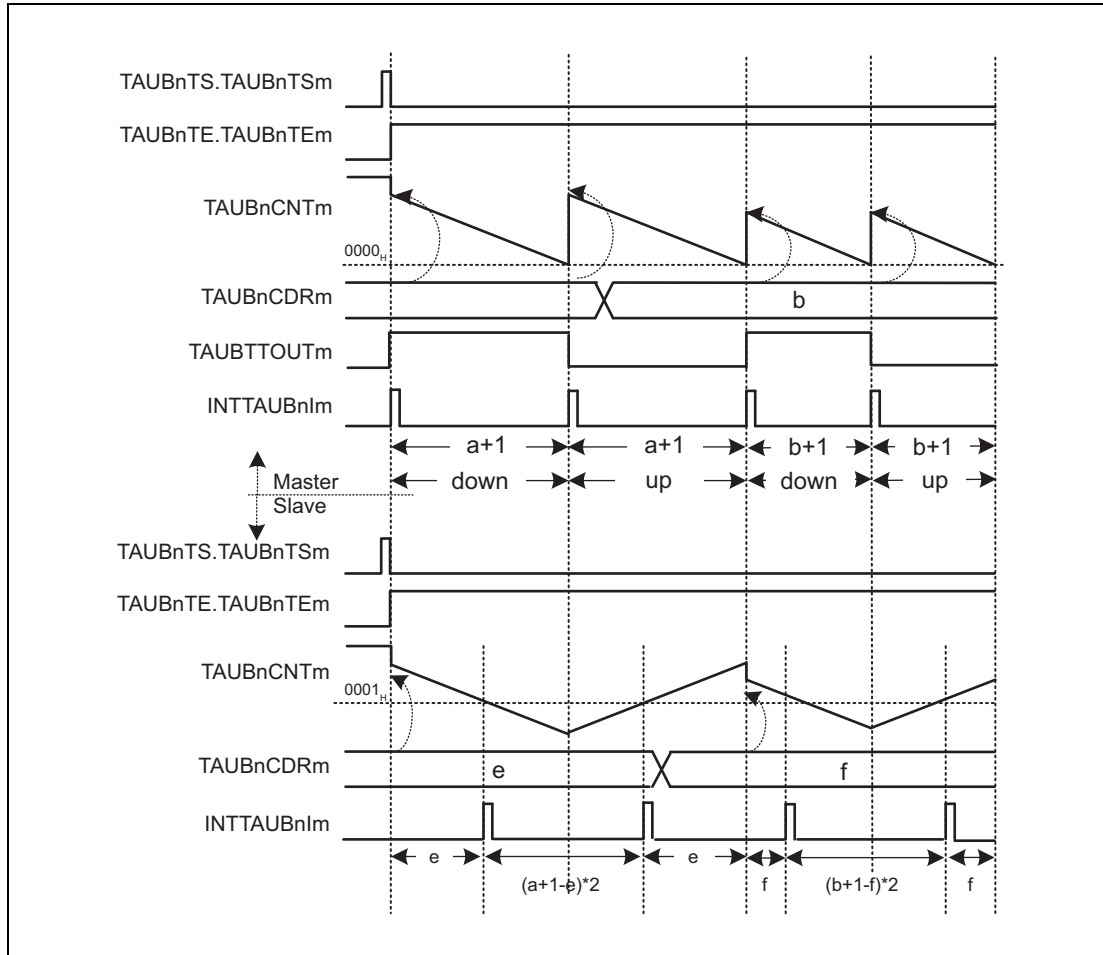 TAUBnTS.TAUBnTSm
TAUBnTE.TAUBnTEm
TAUBnCNTm
0000H
TAUBnCDRm
b
TAUBTTOUTm
INTTAUBnIm
a+1 a+1 b+1 b+1
Master down up down up
Slave
TAUBnTS.TAUBnTSm
TAUBnTE.TAUBnTEm
TAUBnCNTm
0001H
TAUBnCDRm
e f
INTTAUBnIm
e e f f
(a+1-e)*2 (b+1-f)*2